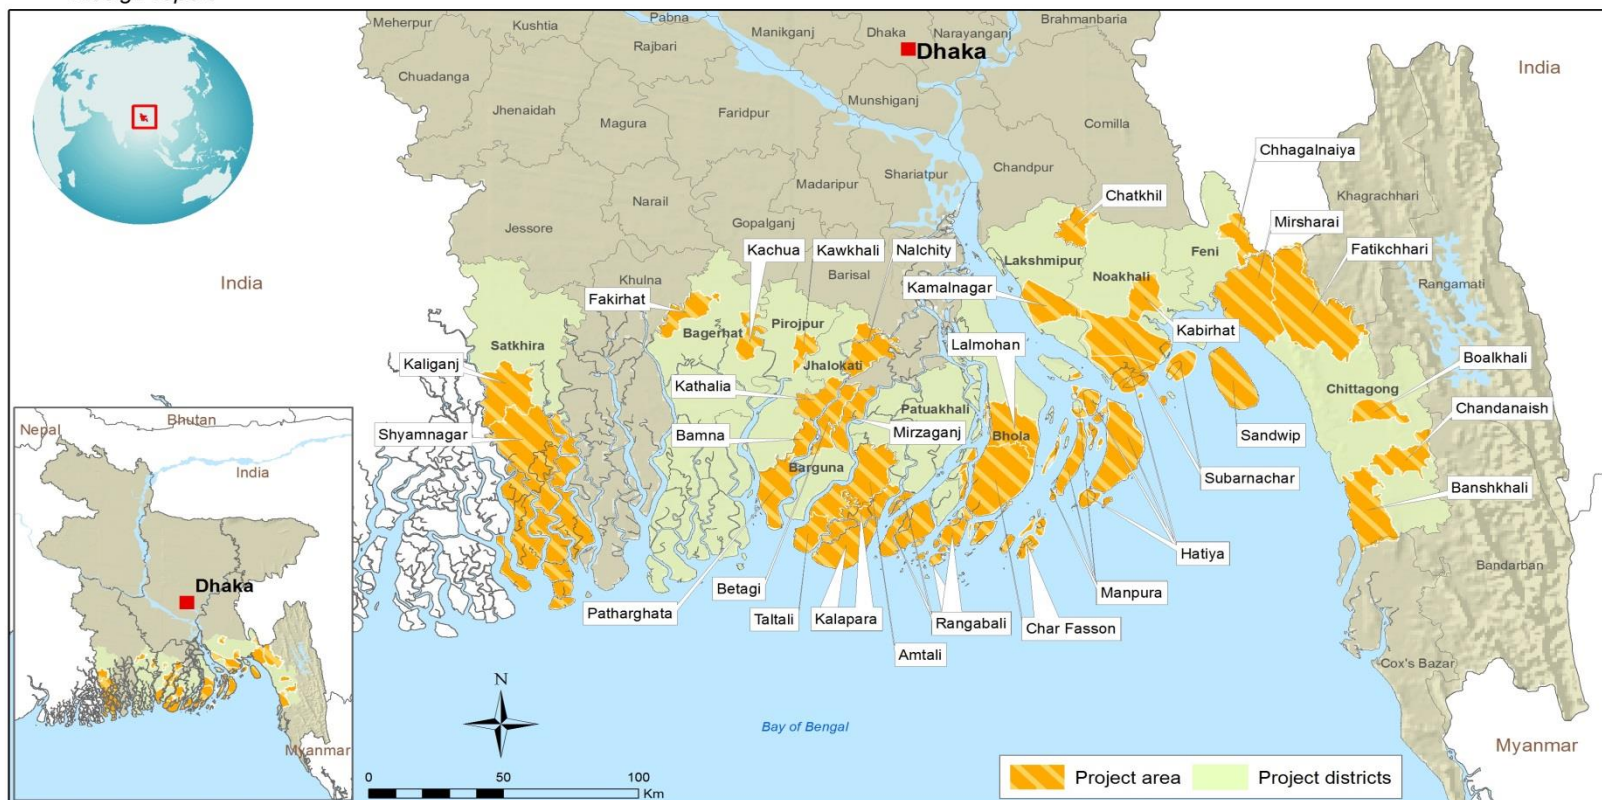 Meherpur
Kushtia
Pabna
Manikganj
Dhaka
Narayanganj
Brahmanbaria
Rajbari
Dhaka
India
Chuadanga
Jhenaidah
Magura
Faridpur
Munshiganj
Comilla
Chhagalnaiya
Chandpur
Shariatpur
Madaripur
Chatkhil
Khagrachhari
Narail
Mirsharai
Jessore
Gopalganj
Kachua
Kawkhali
Nalchity
Feni
Fatikchhari
Lakshmipur
Noakhali
Khulna
Barisal
India
Kamalnagar
Rangamati
Fakirhat
Bagerhat
Pirojpur
Kabirhat
Satkhira
Lalmohan
Boalkhali
Kaliganj
Jhalokati
Kathalia
Chittagong
Patuakhali
Chandanaish
Shyamnagar
Bamna
Mirzaganj
Bhola
Sandwip
Barguna
Subarnachar
Banshkhali
Hatiya
Bandarban
Betagi
Manpura
Patharghata
Taltali
Kalapara
Rangabali
Char Fasson
Amtali
Cox's Bazar
Nepal
Bhutan
India
Dhaka
Myanmar
N
Bay of Bengal
Myanmar
0 50 100
Km
Project area
Project districts